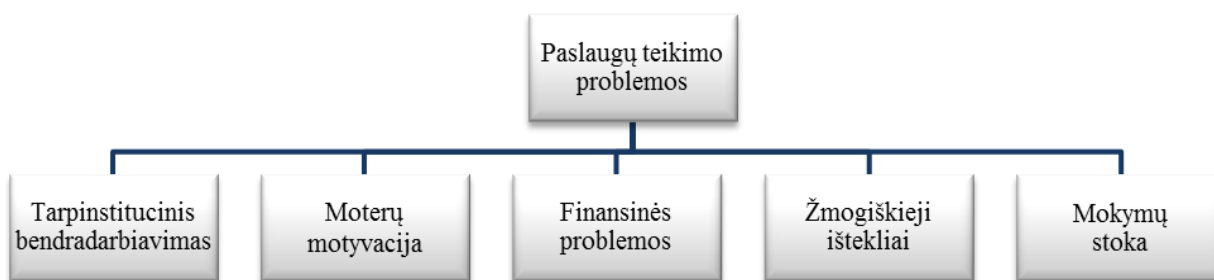 Paslaugų teikimo
problemos
Tarpinstitucinis
bendradarbiavimas
Moterų
motyvacija
Finansinės
problemos
Žmogiškieji
ištekliai
Mokymų
stoka